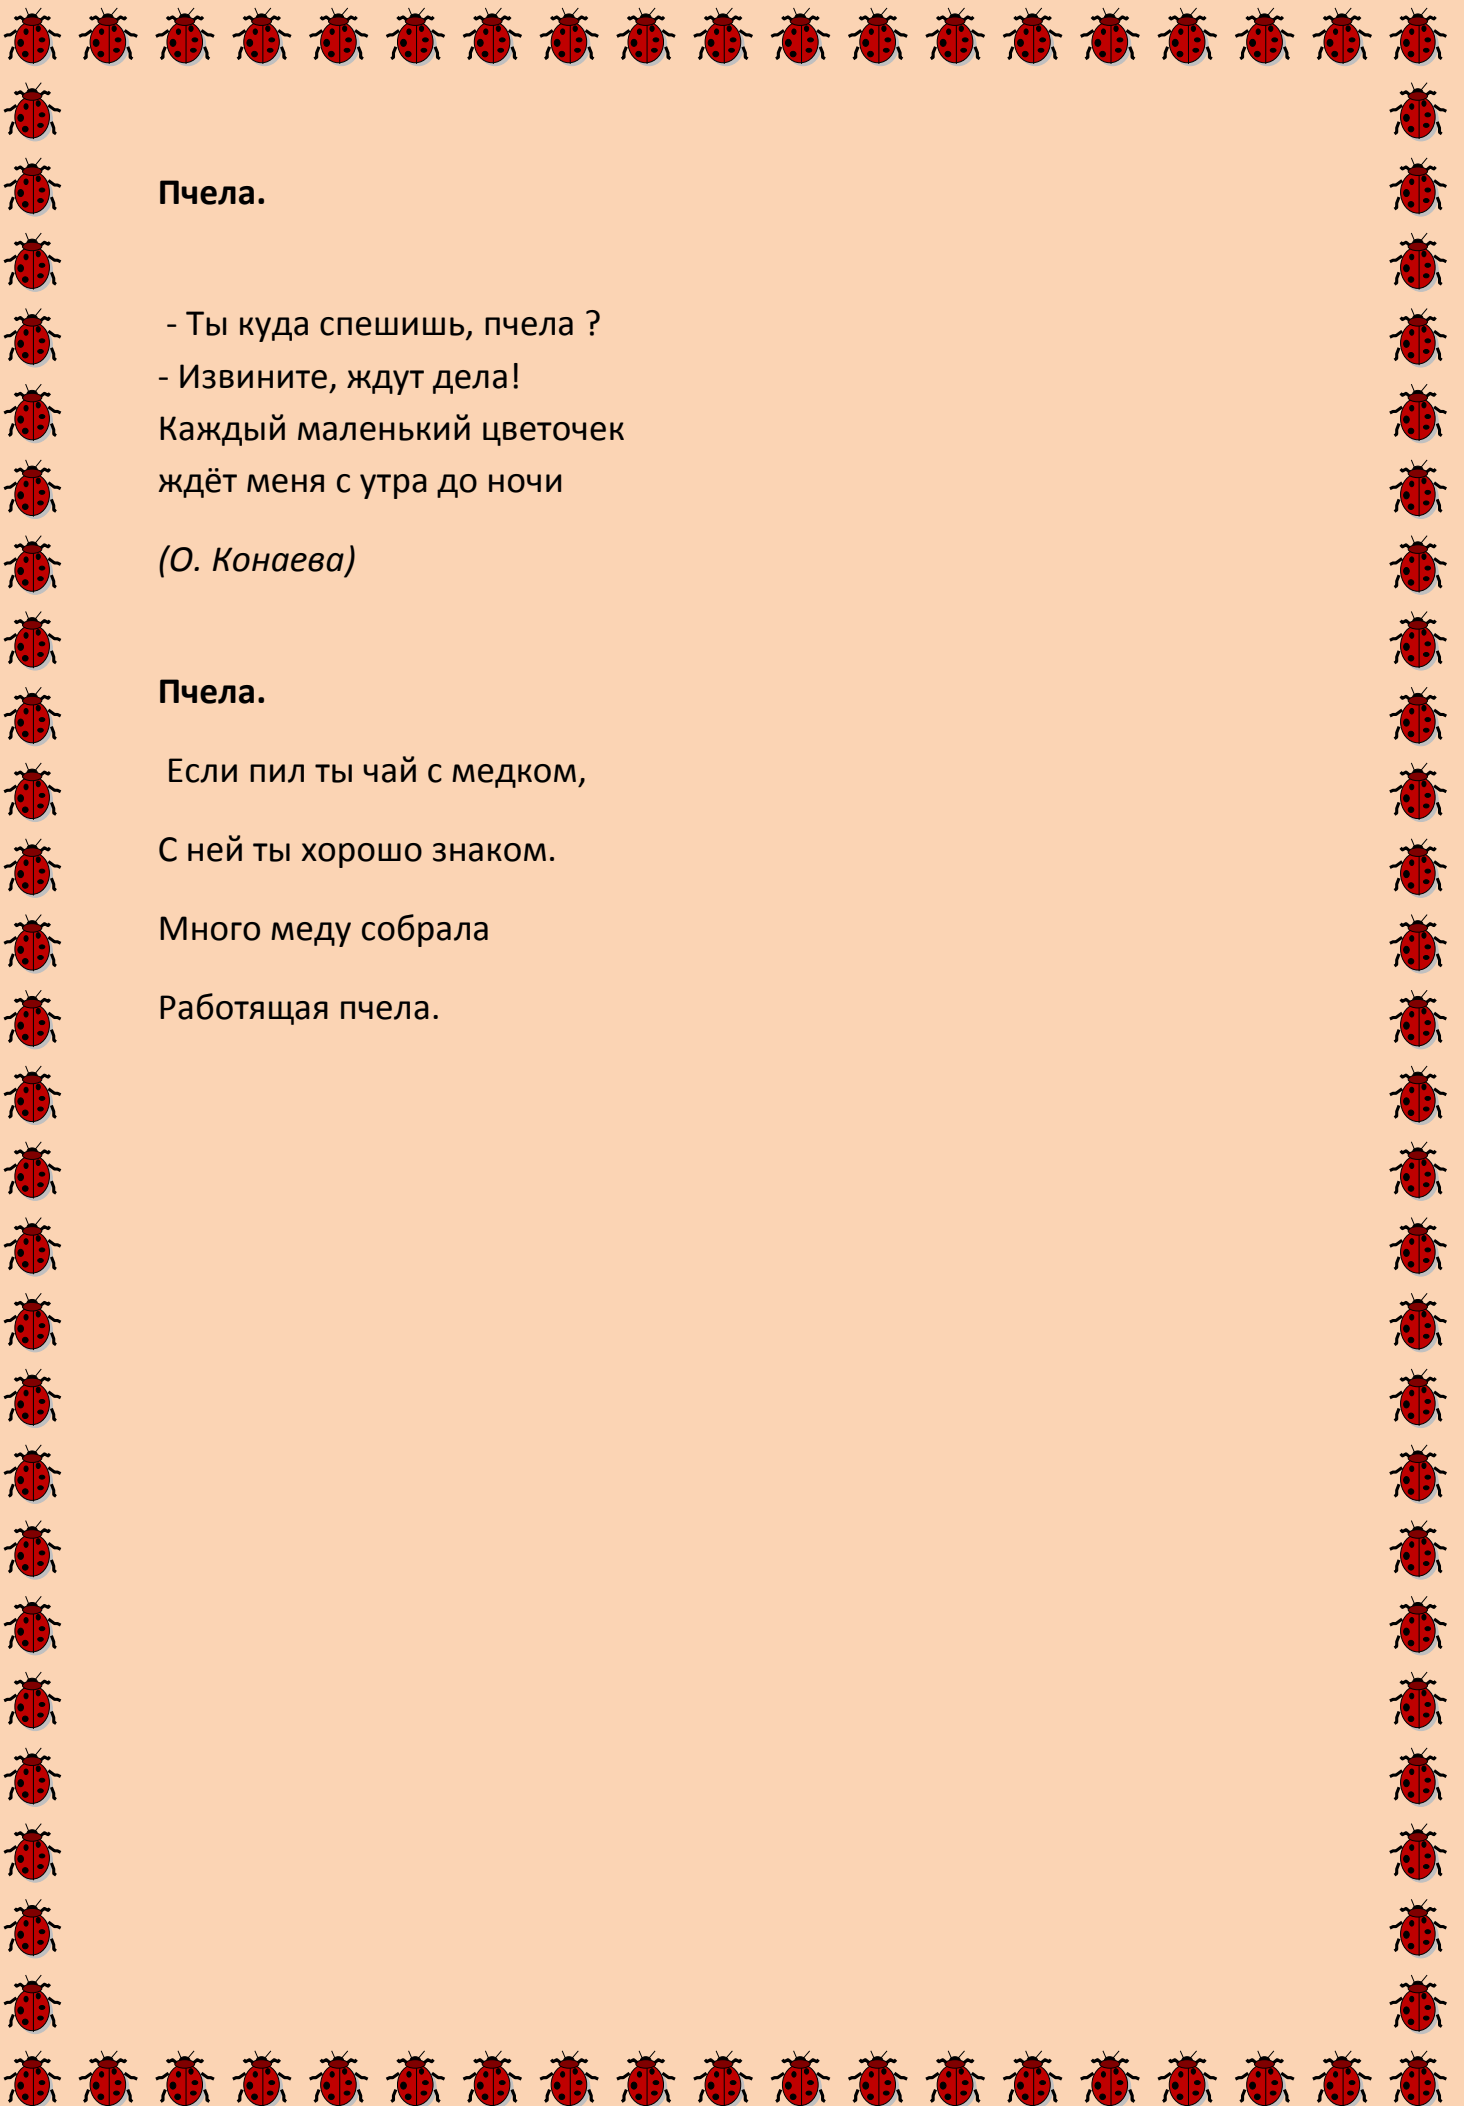 Пчела.
- Ты куда спешишь, пчела ?
- Извините, ждут дела!
Каждый маленький цветочек
ждёт меня с утра до ночи
(О. Конаева)
Пчела.
Если пил ты чай с медком,
С ней ты хорошо знаком.
Много меду собрала
Работящая пчела.